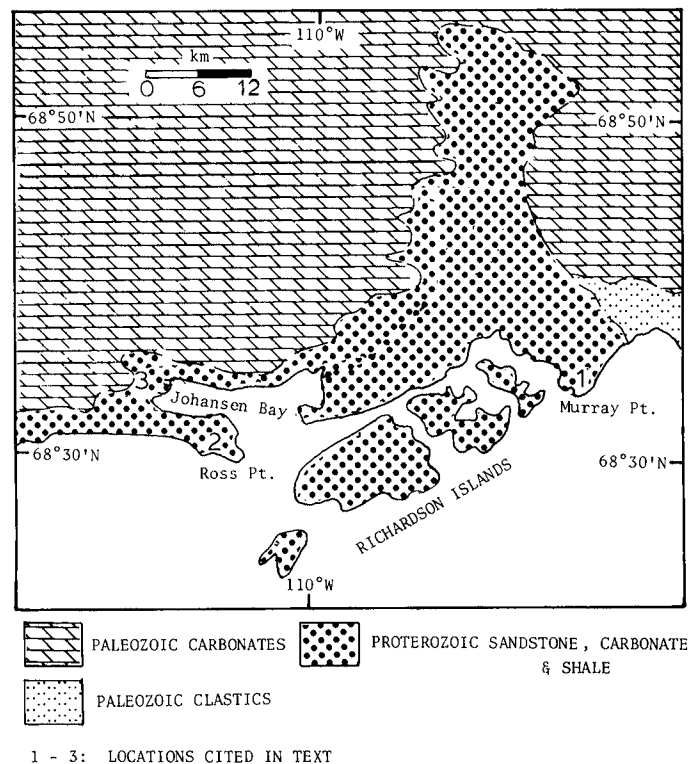 110°W
km
0 6 12
68°50'N
68°50'N
3
1
Johansen Bay
Murray Pt.
2
68°30'N
Ross Pt.
68°30'N
RICHARDSON ISLANDS
110°W
PALEOZOIC CARBONATES
PROTEROZOIC SANDSTONE, CARBONATE
& SHALE
PALEOZOIC CLASTICS
1 - 3: LOCATIONS CITED IN TEXT